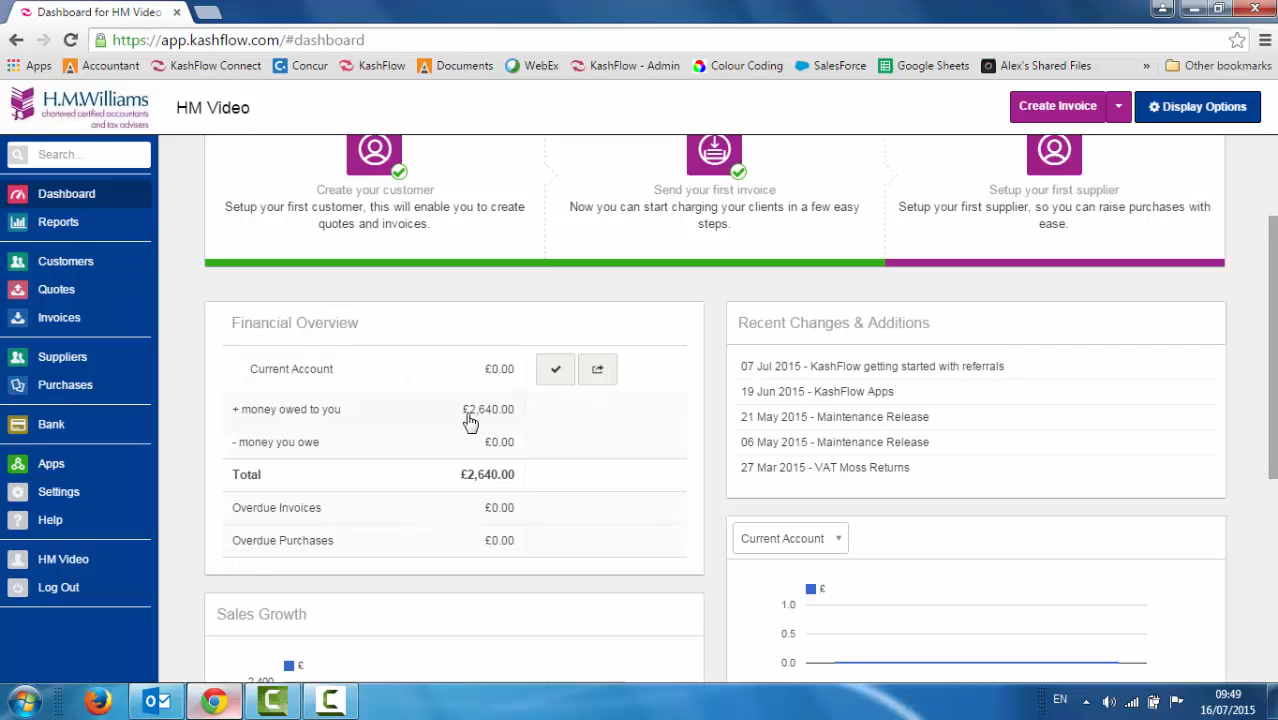 Dashboard for HM Video
https://app.kashflow.com/#dashboard
Apps Accountant KashFlow Connect Concur KashFlow Documents WebEx KashFlow - Admin Colour Coding SalesForce Google Sheets Alex's Shared Files » Other bookmarks
H.M.Williams
chartered certified accountants
and tax advisers
HM Video
Create Invoice
Display Options
Search...
Dashboard
Reports
Customers
Quotes
Invoices
Suppliers
Purchases
Bank
Apps
Settings
Help
HM Video
Log Out
Create your customer
Setup your first customer, this will enable you to create
quotes and invoices.
Send your first invoice
Now you can start charging your clients in a few easy
steps.
Setup your first supplier
Setup your first supplier, so you can raise purchases with
ease.
Financial Overview
Current Account £0.00
+ money owed to you £2,640.00
- money you owe £0.00
Total £2,640.00
Overdue Invoices £0.00
Overdue Purchases £0.00
Recent Changes & Additions
07 Jul 2015 - KashFlow getting started with referrals
19 Jun 2015 - KashFlow Apps
21 May 2015 - Maintenance Release
06 May 2015 - Maintenance Release
27 Mar 2015 - VAT Moss Returns
Sales Growth
£
2,400
Current Account
£
1.0
0.5
0.0
EN
09:49
16/07/2015